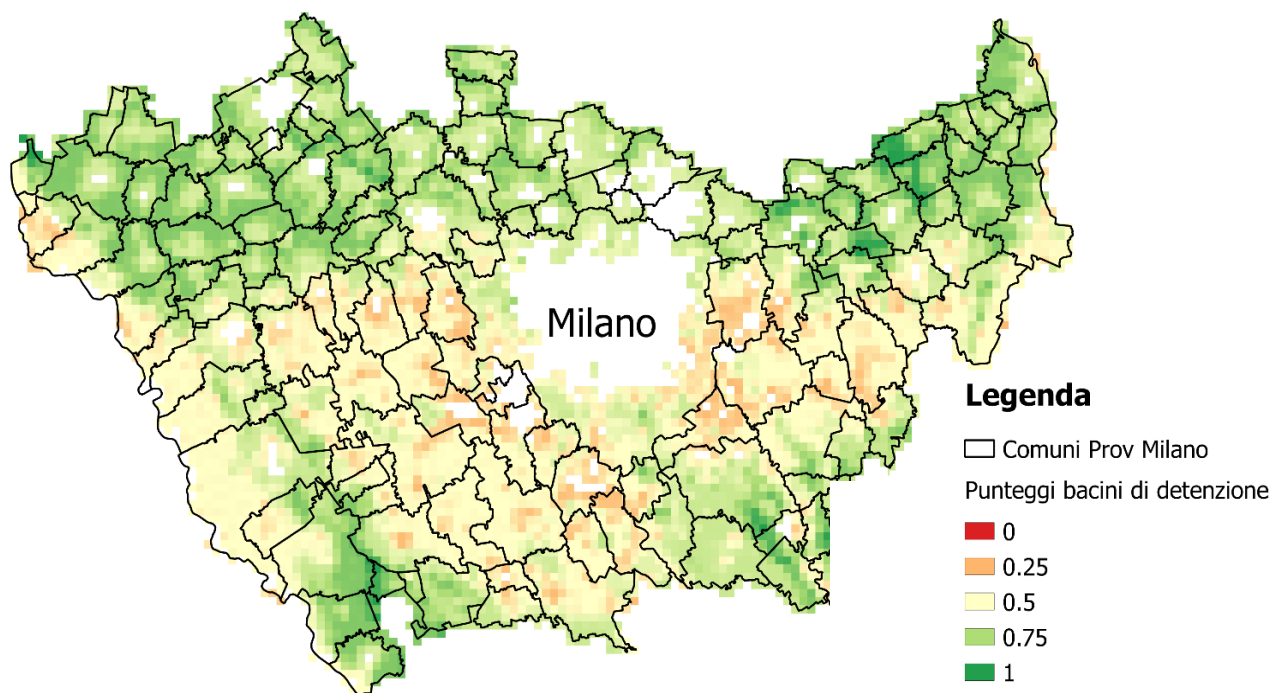 Milano
Legenda
Comuni Prov Milano
Punteggi bacini di detenzione
0
0.25
0.5
0.75
1